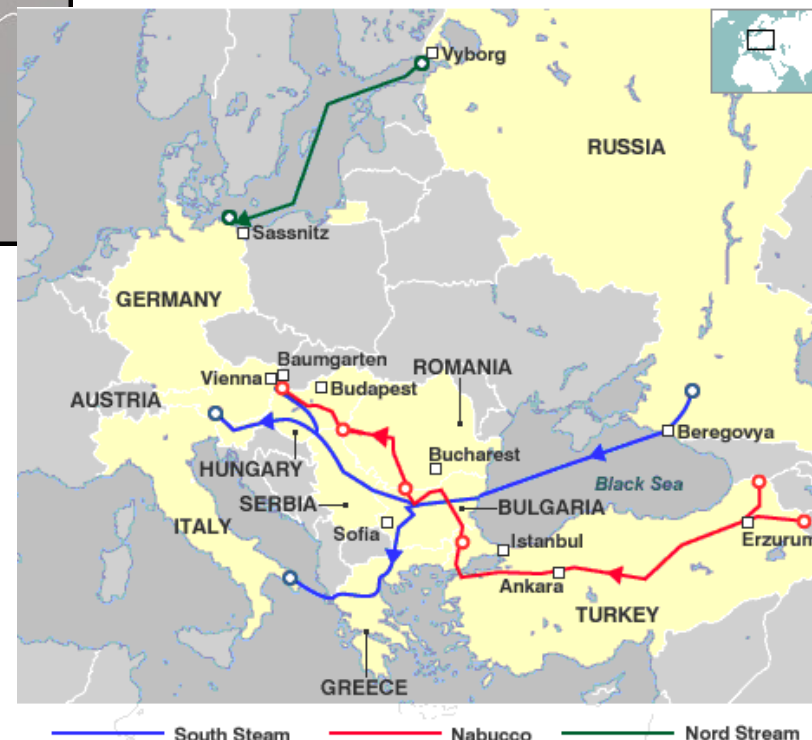 Vyborg
RUSSIA
Sassnitz
GERMANY
Baumgarten
ROMANIA
Vienna
Budapest
AUSTRIA
Beregovya
Bucharest
HUNGARY
Black Sea
SERBIA
BULGARIA
ITALY
Sofia
Istanbul
Erzurum
Ankara
TURKEY
GREECE
South Steam
Nabucco
Nord Stream